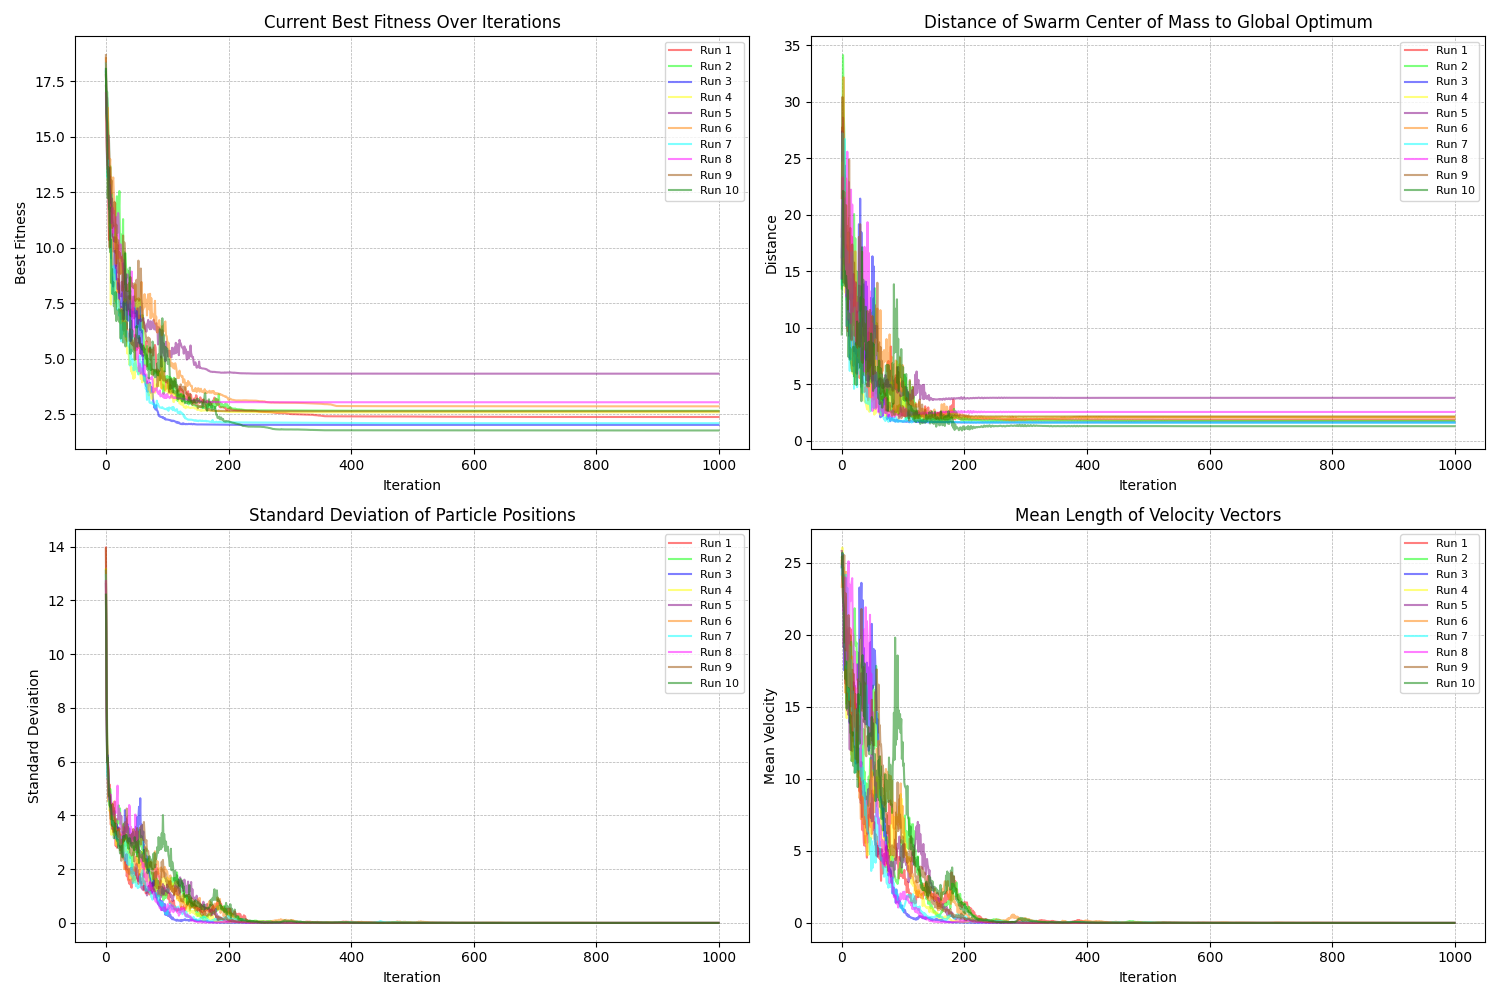 Current Best Fitness Over Iterations
Best Fitness
17.5
15.0
12.5
10.0
7.5
5.0
2.5
0 200 400 600 800 1000
Iteration
Run 1
Run 2
Run 3
Run 4
Run 5
Run 6
Run 7
Run 8
Run 9
Run 10
Distance of Swarm Center of Mass to Global Optimum
Distance
35
30
25
20
15
10
5
0
0 200 400 600 800 1000
Iteration
Run 1
Run 2
Run 3
Run 4
Run 5
Run 6
Run 7
Run 8
Run 9
Run 10
Standard Deviation of Particle Positions
Standard Deviation
14
12
10
8
6
4
2
0
0 200 400 600 800 1000
Iteration
Run 1
Run 2
Run 3
Run 4
Run 5
Run 6
Run 7
Run 8
Run 9
Run 10
Mean Length of Velocity Vectors
Mean Velocity
25
20
15
10
5
0
0 200 400 600 800 1000
Iteration
Run 1
Run 2
Run 3
Run 4
Run 5
Run 6
Run 7
Run 8
Run 9
Run 10